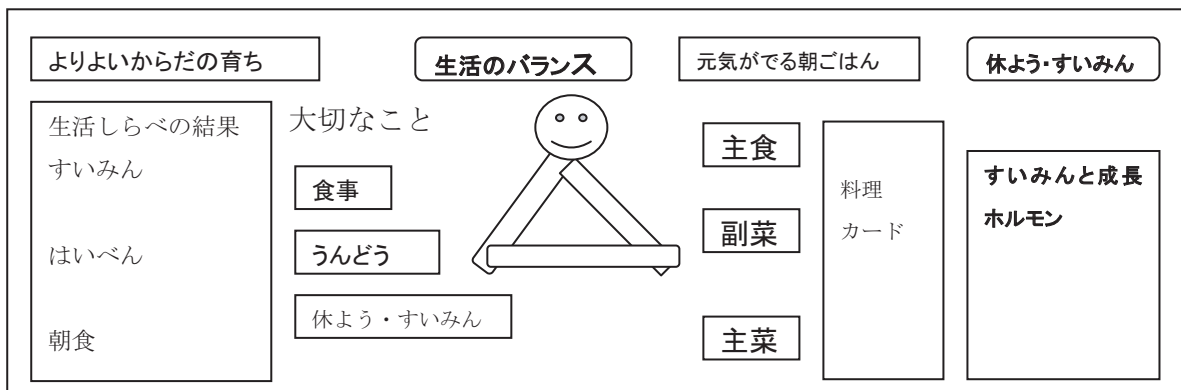 よりよいからだの育ち
生活のバランス
元気がでる朝ごはん
休よう・すいみん
生活しらべの結果
すいみん
はいべん
朝食
大切なこと
食事
うんどう
休よう・すいみん
主食
副菜
主菜
料理
カード
すいみんと成長
ホルモン